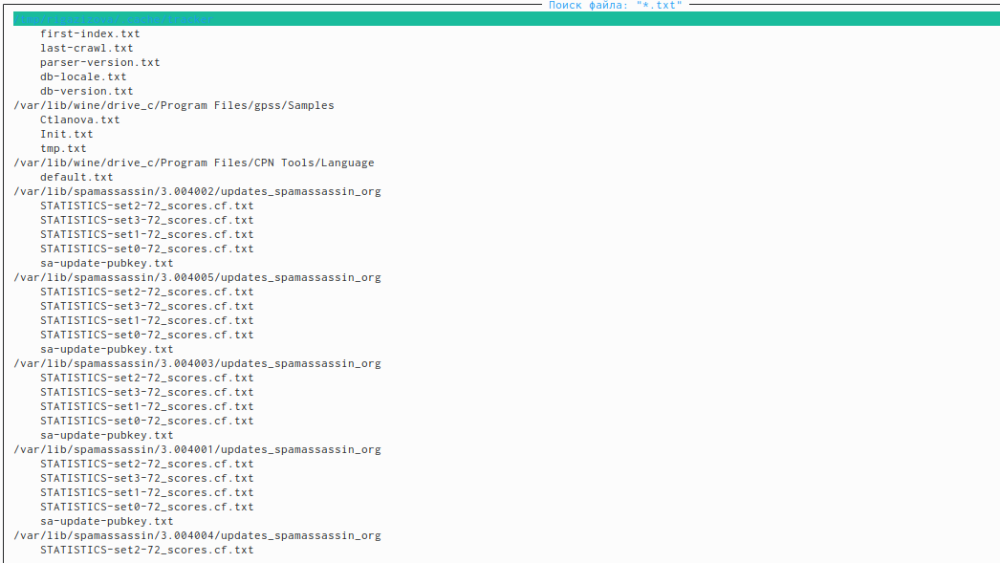 Поиск файла: "*.txt"
/tmp/rigazizova/.cache/tracker
first-index.txt
last-crawl.txt
parser-version.txt
db-locale.txt
db-version.txt
/var/lib/wine/drive_c/Program Files/gpss/Samples
Ctlanova.txt
Init.txt
tmp.txt
/var/lib/wine/drive_c/Program Files/CPN Tools/Language
default.txt
/var/lib/spamassassin/3.004002/updates_spamassassin_org
STATISTICS-set2-72_scores.cf.txt
STATISTICS-set3-72_scores.cf.txt
STATISTICS-set1-72_scores.cf.txt
STATISTICS-set0-72_scores.cf.txt
sa-update-pubkey.txt
/var/lib/spamassassin/3.004005/updates_spamassassin_org
STATISTICS-set2-72_scores.cf.txt
STATISTICS-set3-72_scores.cf.txt
STATISTICS-set1-72_scores.cf.txt
STATISTICS-set0-72_scores.cf.txt
sa-update-pubkey.txt
/var/lib/spamassassin/3.004003/updates_spamassassin_org
STATISTICS-set2-72_scores.cf.txt
STATISTICS-set3-72_scores.cf.txt
STATISTICS-set1-72_scores.cf.txt
STATISTICS-set0-72_scores.cf.txt
sa-update-pubkey.txt
/var/lib/spamassassin/3.004001/updates_spamassassin_org
STATISTICS-set2-72_scores.cf.txt
STATISTICS-set3-72_scores.cf.txt
STATISTICS-set1-72_scores.cf.txt
STATISTICS-set0-72_scores.cf.txt
sa-update-pubkey.txt
/var/lib/spamassassin/3.004004/updates_spamassassin_org
STATISTICS-set2-72_scores.cf.txt